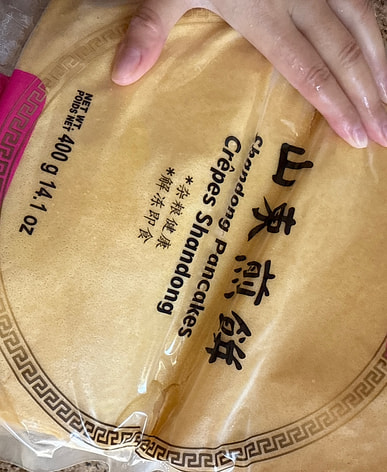 山東煎餅
Shandong Pancakes
Crêpes Shandong
*杂粮健康
*解冻即食
NET WT.
POIDS NET 400 g 14.1 oz